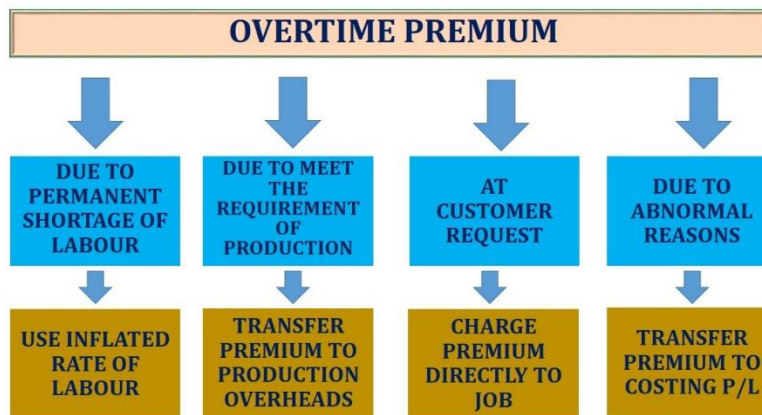 OVERTIME PREMIUM
DUE TO
PERMANENT
SHORTAGE OF
LABOUR
DUE TO MEET
THE
REQUIREMENT
OF
PRODUCTION
AT
CUSTOMER
REQUEST
DUE TO
ABNORMAL
REASONS
USE INFLATED
RATE OF
LABOUR
TRANSFER
PREMIUM TO
PRODUCTION
OVERHEADS
CHARGE
PREMIUM
DIRECTLY TO
JOB
TRANSFER
PREMIUM TO
COSTING P/L